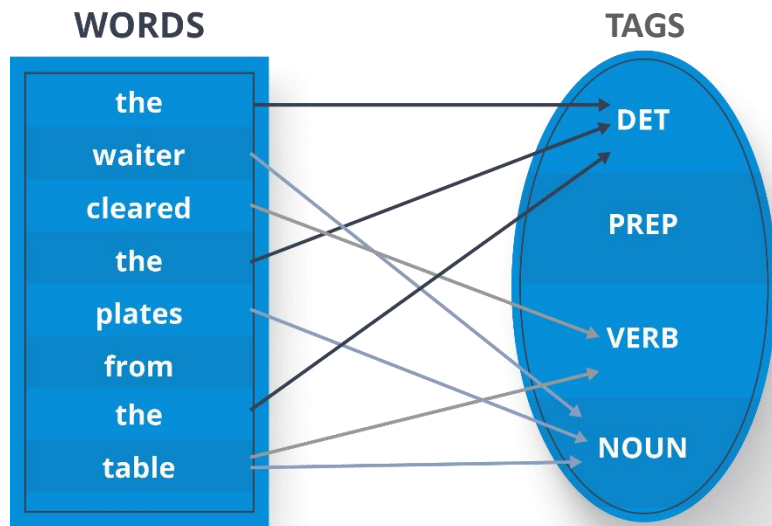 WORDS
the
waiter
cleared
the
plates
from
the
table
TAGS
DET
PREP
VERB
NOUN